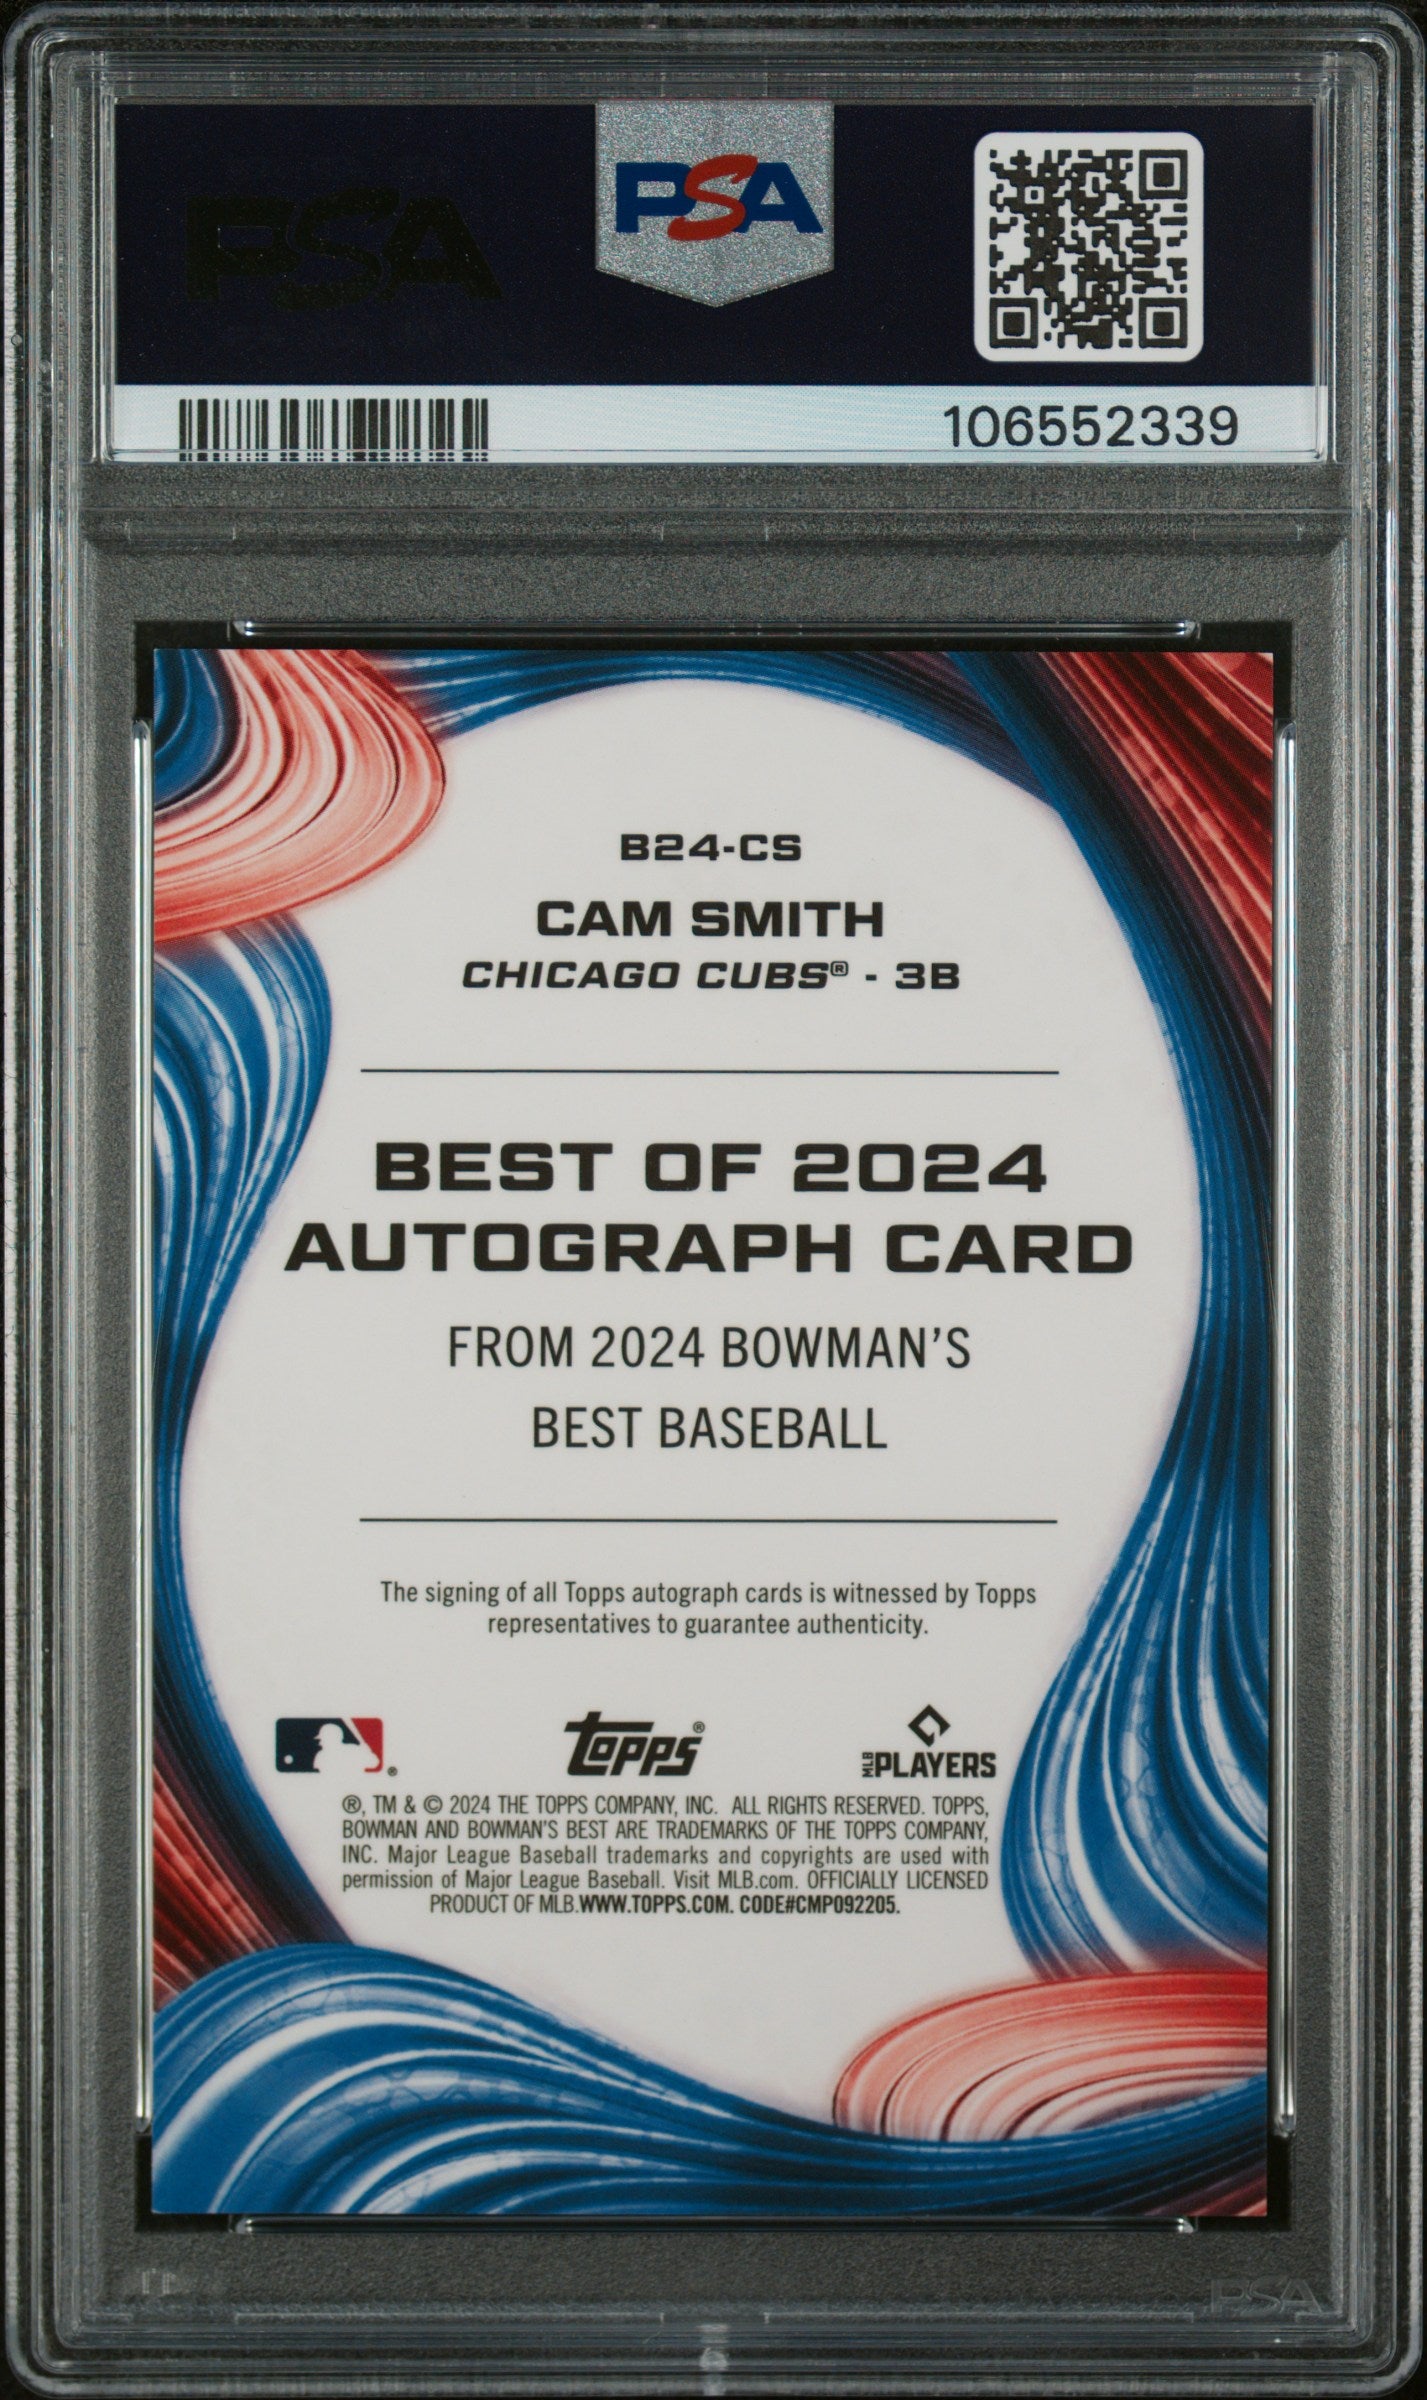 PSA
PSA
106552339
B24-CS
CAM SMITH
CHICAGO CUBS® - 3B
BEST OF 2024
AUTOGRAPH CARD
FROM 2024 BOWMAN'S
BEST BASEBALL
The signing of all Topps autograph cards is witnessed by Topps
representatives to guarantee authenticity.
®
topps®
MLB PLAYERS
®, TM & © 2024 THE TOPPS COMPANY, INC. ALL RIGHTS RESERVED. TOPPS,
BOWMAN AND BOWMAN'S BEST ARE TRADEMARKS OF THE TOPPS COMPANY,
INC. Major League Baseball trademarks and copyrights are used with
permission of Major League Baseball. Visit MLB.com. OFFICIALLY LICENSED
PRODUCT OF MLB.WWW.TOPPS.COM. CODE#CMP092205.
PSA